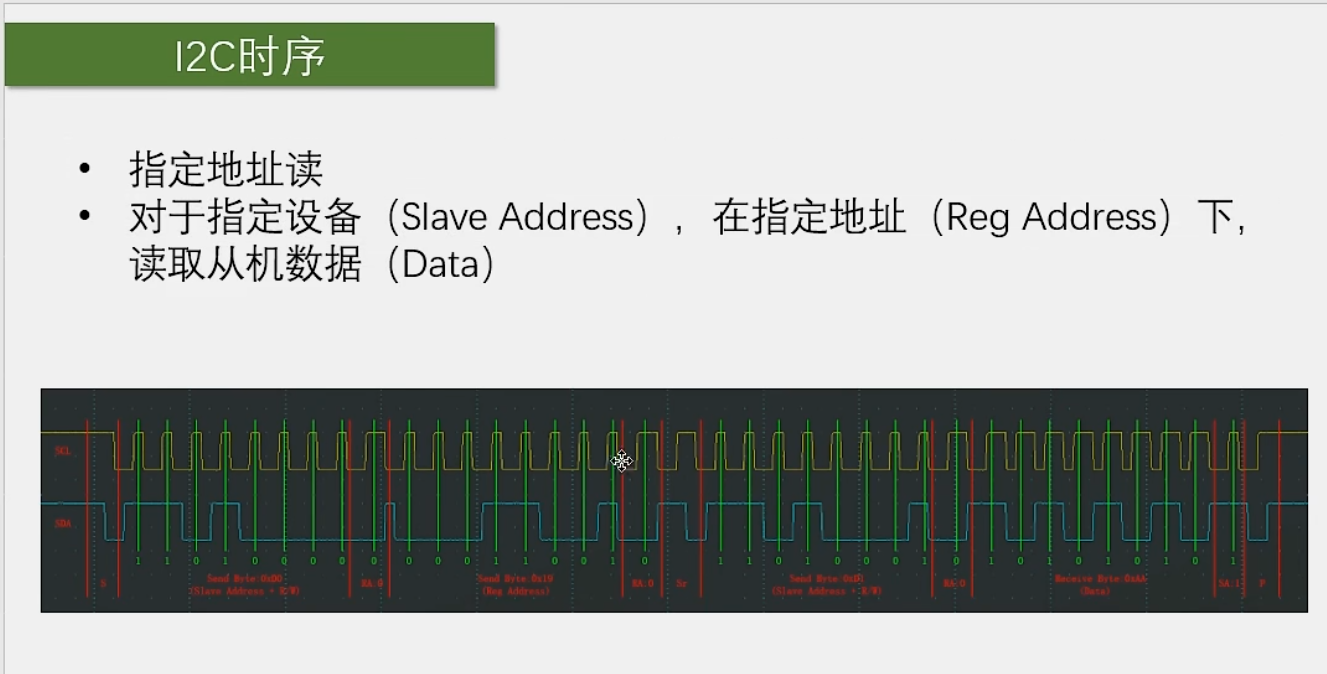 I2C时序
• 指定地址读
• 对于指定设备（Slave Address），在指定地址（Reg Address）下，
读取从机数据（Data）
SCL
SDA
1 1 0 1 0 0 0 0 0 0 0 1 1 0 0 1 0 1 1 0 1 0 0 0 1 0 1 0 1 0 1 0 1 0 1
S Send Byte:0xD0 RA:0 Send Byte:0x19 RA:0 Sr Send Byte:0xD1 RA:0 Receive Byte:0xAA SA:1 P
(Slave Address + R/W) (Reg Address) (Slave Address + R/W) (Data)